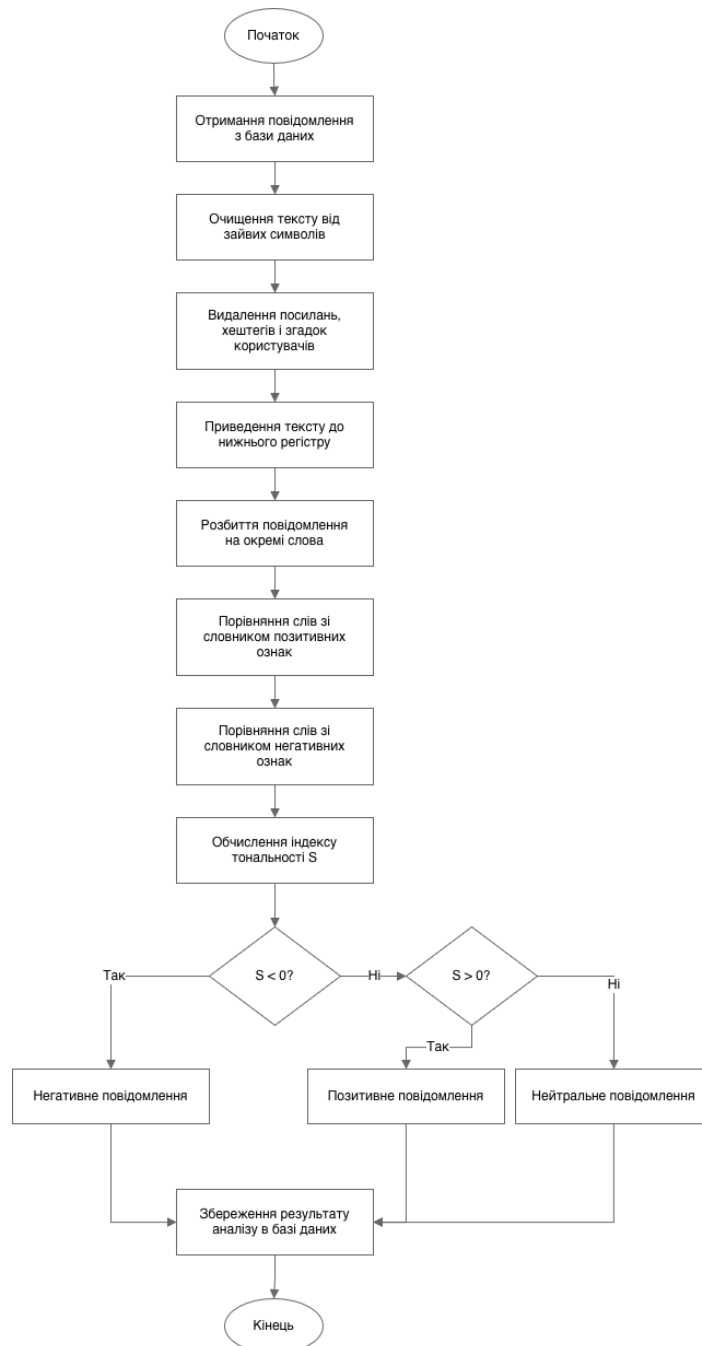 Початок
Отримання повідомлення
з бази даних
Очищення тексту від
зайвих символів
Видалення посилань,
хештегів і згадок
користувачів
Приведення тексту до
нижнього регістру
Розбиття повідомлення
на окремі слова
Порівняння слів зі
словником позитивних
ознак
Порівняння слів зі
словником негативних
ознак
Обчислення індексу
тональності S
Так
S < 0?
Ні
S > 0?
Ні
Так
Негативне повідомлення
Позитивне повідомлення
Нейтральне повідомлення
Збереження результату
аналізу в базі даних
Кінець